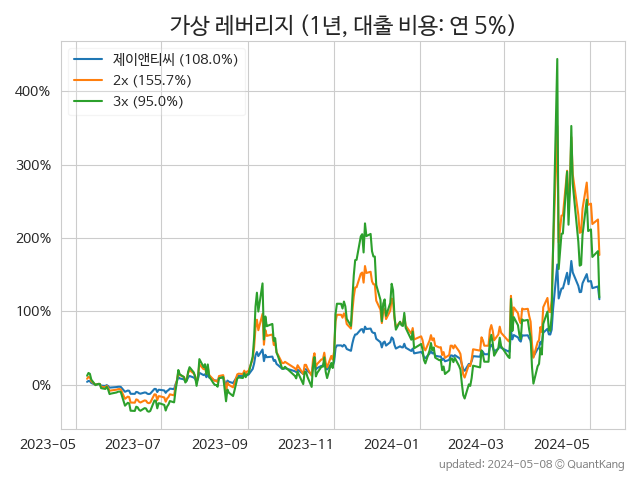 가상 레버리지 (1년, 대출 비용: 연 5%)
제이앤티씨 (108.0%)
2x (155.7%)
3x (95.0%)
400%
300%
200%
100%
0%
2023-05 2023-07 2023-09 2023-11 2024-01 2024-03 2024-05
updated: 2024-05-08 © QuantKang